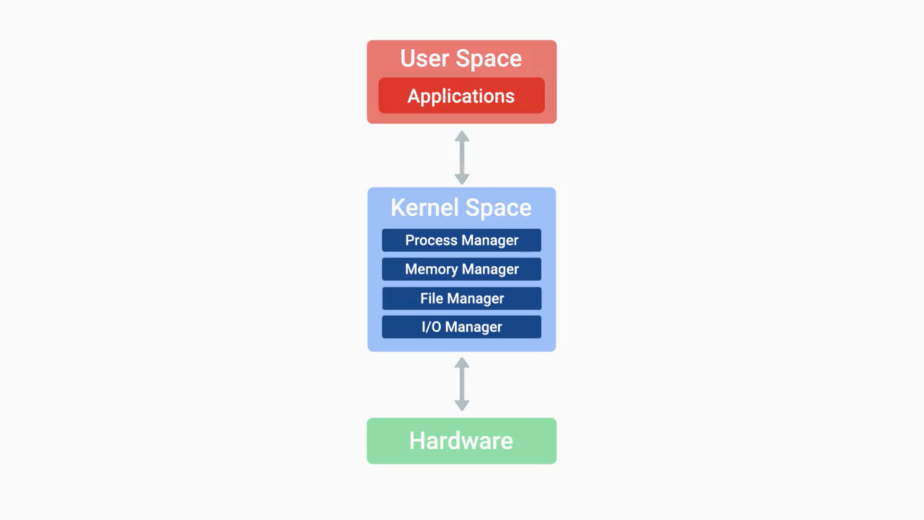 User Space
Applications
Kernel Space
Process Manager
Memory Manager
File Manager
I/O Manager
Hardware